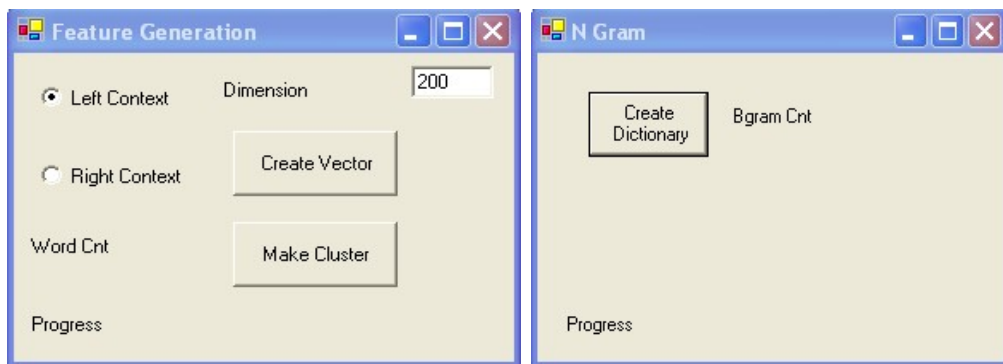 Feature Generation
Left Context
Dimension
200
Right Context
Create Vector
Word Cnt
Make Cluster
Progress
N Gram
Create
Dictionary
Bgram Cnt
Progress